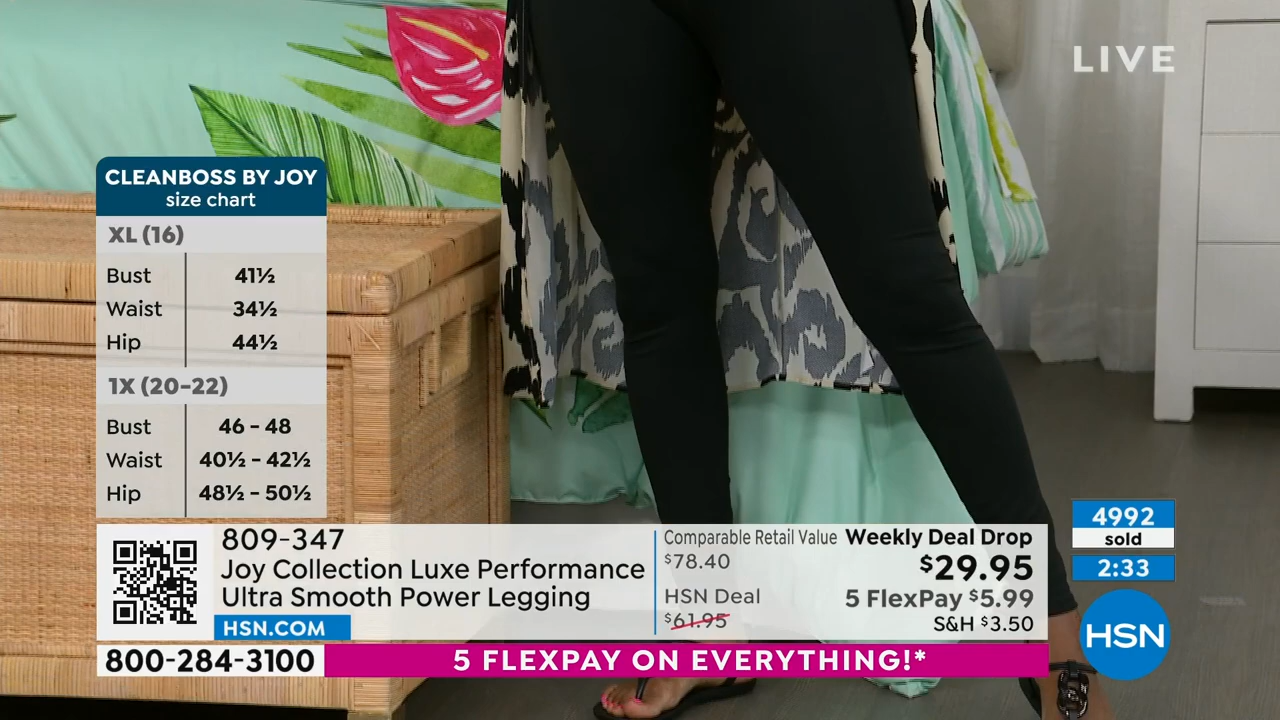 LIVE
CLEANBOSS BY JOY
size chart
XL (16)
Bust 41½
Waist 34½
Hip 44½
1X (20-22)
Bust 46 - 48
Waist 40½ - 42½
Hip 48½ - 50½
809-347
Joy Collection Luxe Performance
Ultra Smooth Power Legging
HSN.COM
Comparable Retail Value
$78.40
HSN Deal
$61.95
Weekly Deal Drop
$29.95
5 FlexPay $5.99
S&H $3.50
4992
sold
2:33
HSN
800-284-3100
5 FLEXPAY ON EVERYTHING!*